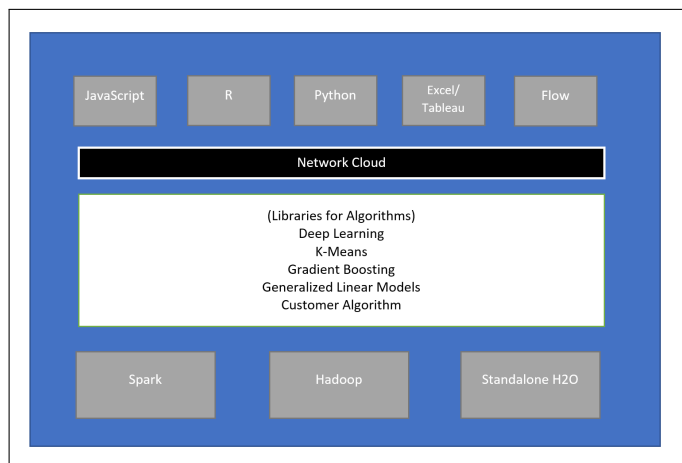 JavaScript
R
Python
Excel/
Tableau
Flow
Network Cloud
(Libraries for Algorithms)
Deep Learning
K-Means
Gradient Boosting
Generalized Linear Models
Customer Algorithm
Spark
Hadoop
Standalone H2O